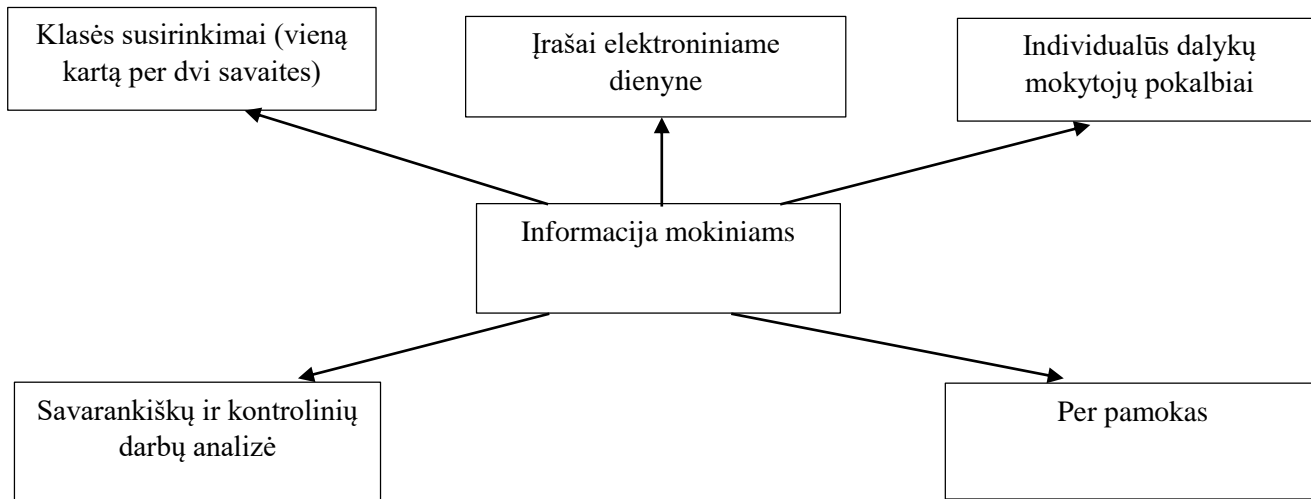 Klasės susirinkimai (vieną
kartą per dvi savaites)
Įrašai elektroniniame
dienyne
Individualūs dalykų
mokytojų pokalbiai
Informacija mokiniams
Savarankiškų ir kontrolinių
darbų analizė
Per pamokas